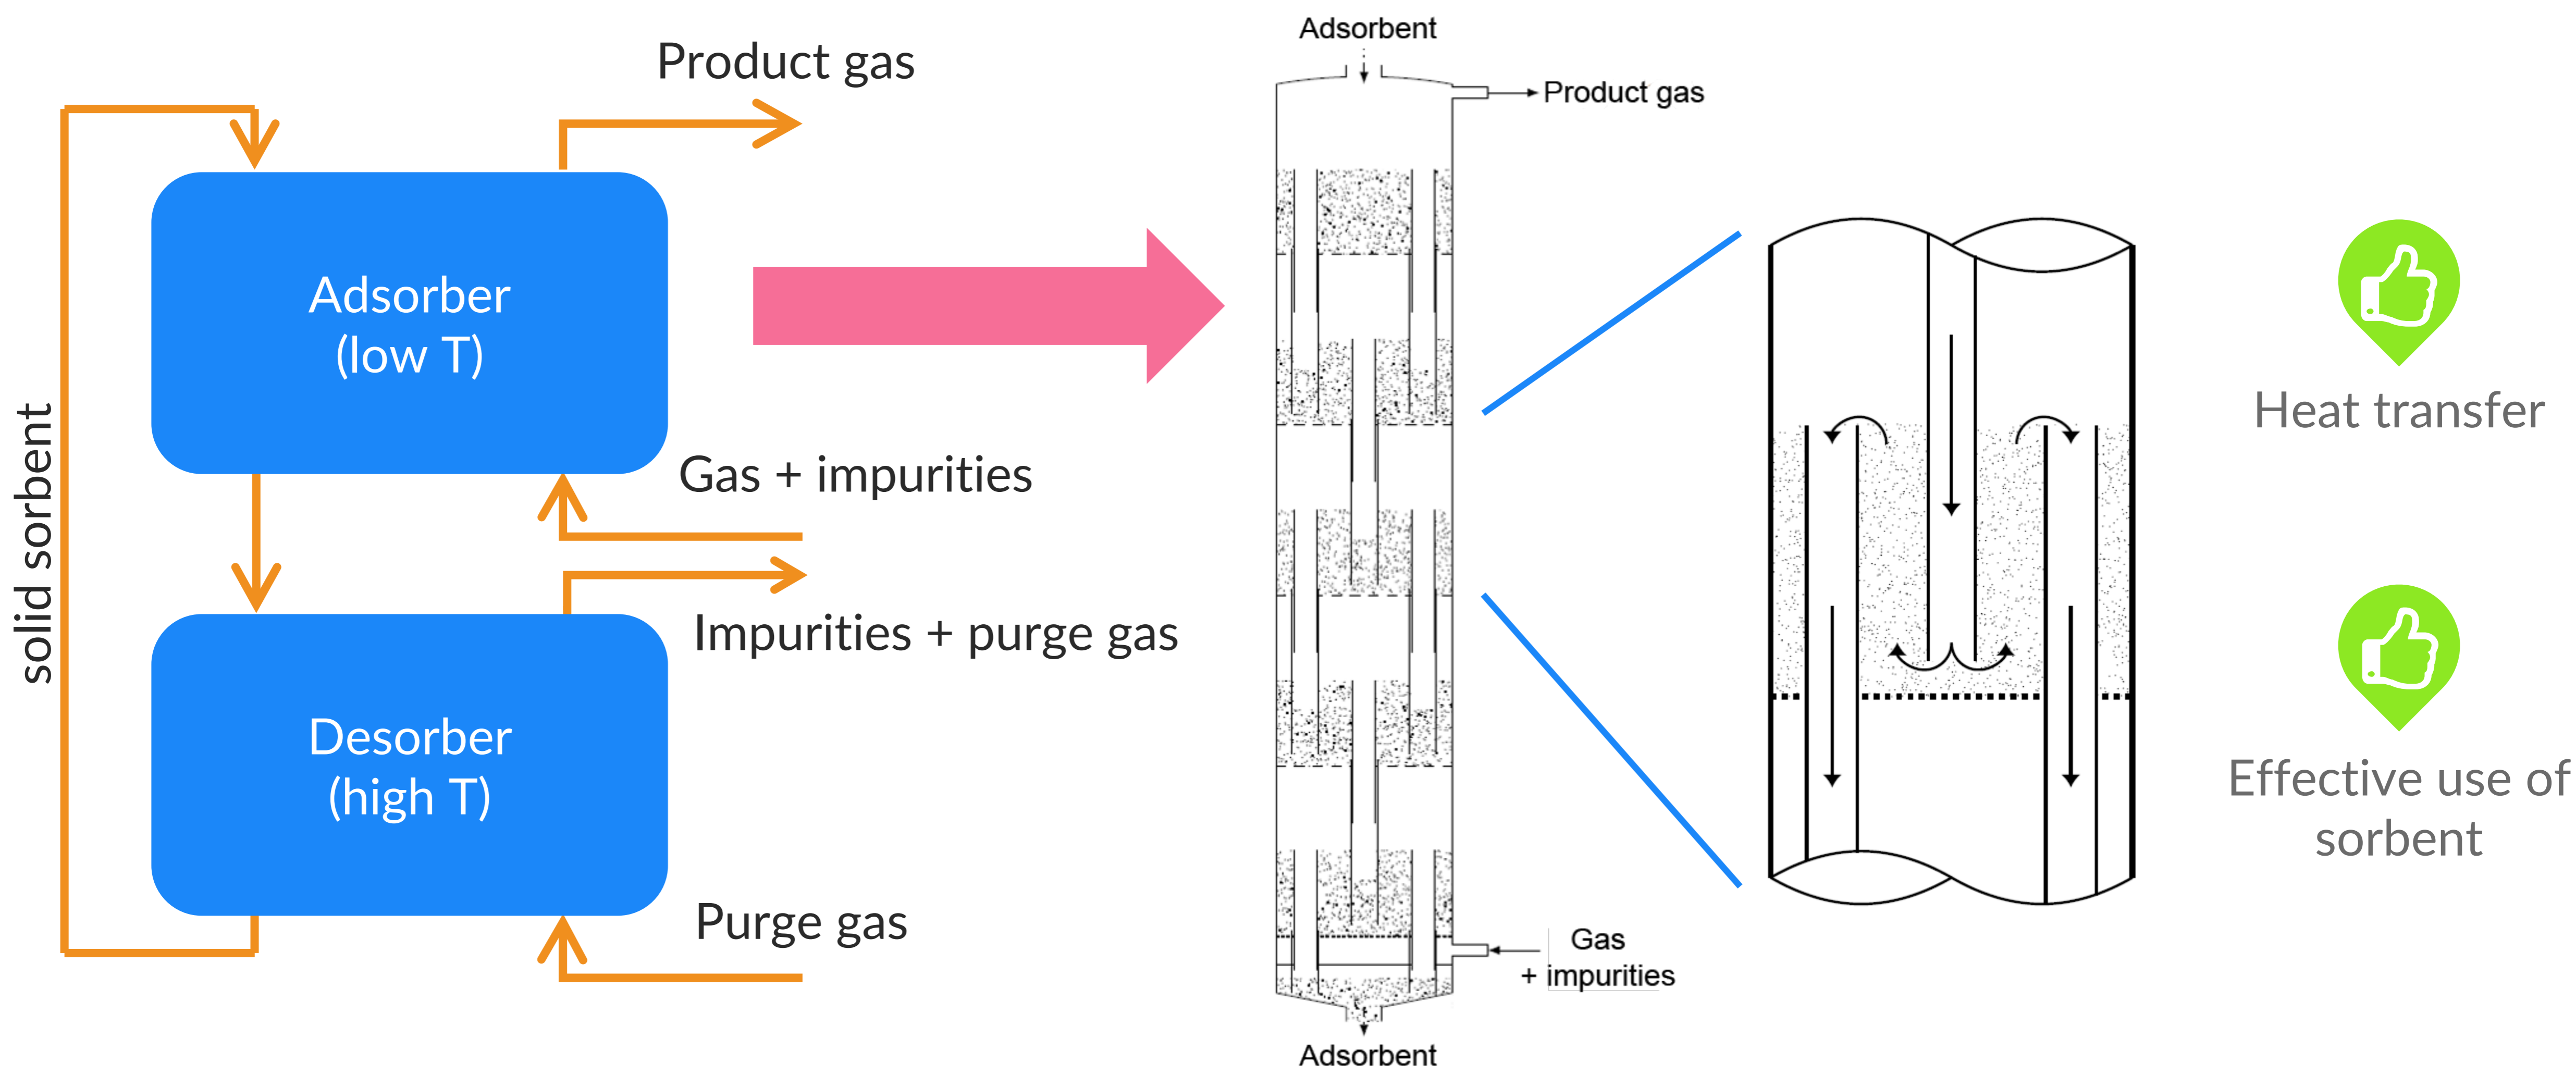 Product gas
Adsorber
(low T)
Gas + impurities
solid sorbent
Impurities + purge gas
Desorber
(high T)
Purge gas
Adsorbent
Product gas
Gas
+ impurities
Adsorbent
Heat transfer
Effective use of
sorbent